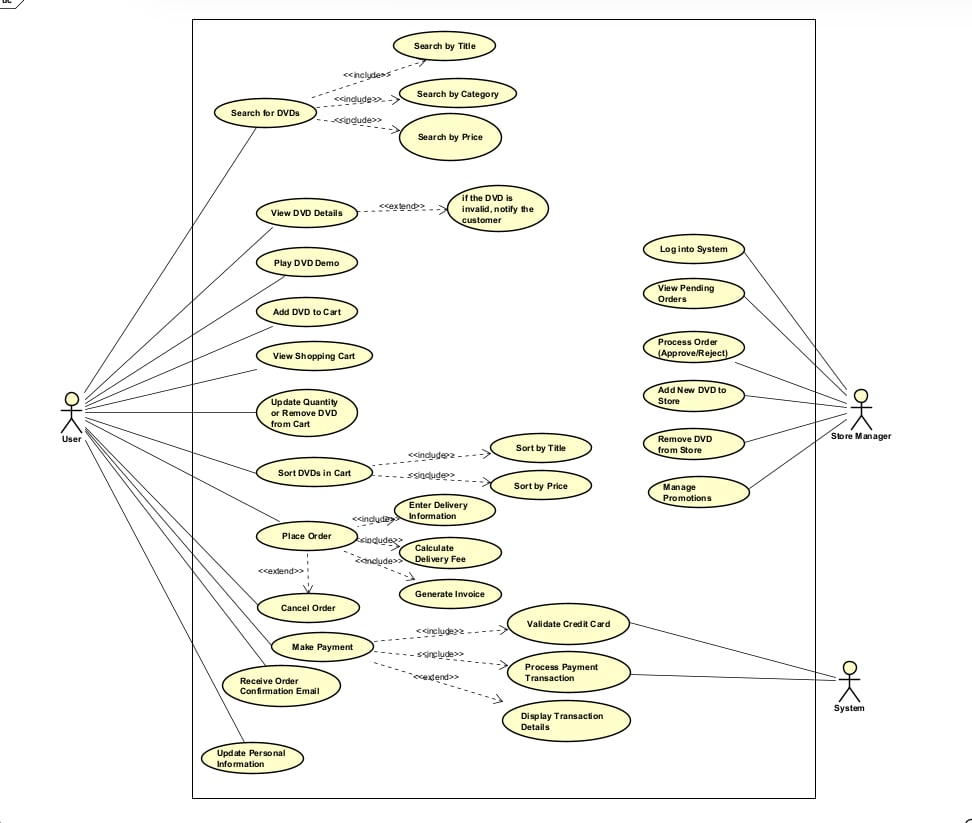 uc
Search by Title
<<include>>
Search by Category
<<include>>
Search for DVDs
<<include>>
Search by Price
View DVD Details
<<extend>>
if the DVD is
invalid, notify the
customer
Play DVD Demo
Add DVD to Cart
View Shopping Cart
Update Quantity
or Remove DVD
from Cart
User
Sort DVDs in Cart
<<include>>
Sort by Title
<<include>>
Sort by Price
Place Order
<<include>>
Enter Delivery
Information
<<include>>
Calculate
Delivery Fee
<<include>>
Generate Invoice
<<extend>>
Cancel Order
Make Payment
<<include>>
Validate Credit Card
<<include>>
Process Payment
Transaction
<<extend>>
Display Transaction
Details
Receive Order
Confirmation Email
Update Personal
Information
Log into System
View Pending
Orders
Process Order
(Approve/Reject)
Add New DVD to
Store
Remove DVD
from Store
Manage
Promotions
Store Manager
System